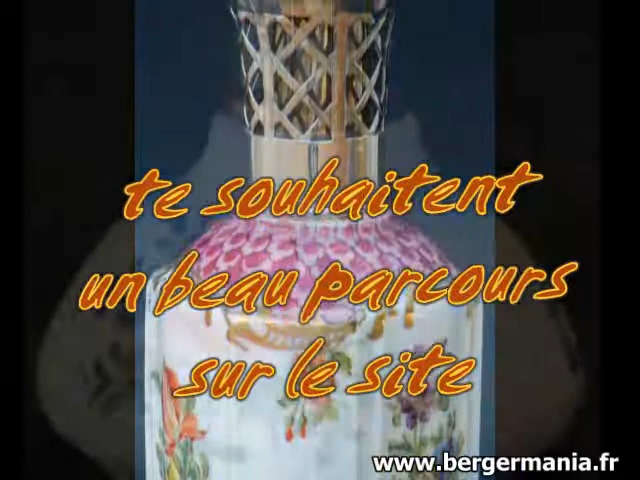 te souhaitent
un beau parcours
sur le site
www.bergermania.fr